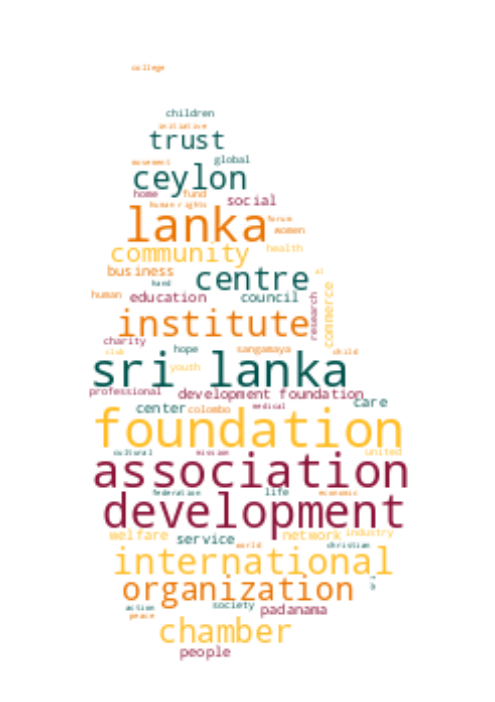 college
children
initiative
trust
movement global
ceylon
home fund
human rights social
lanka forum
women
community health
business centre
hand
human education council
research commerce
institute
charity
club hope sangamaya child
sri lanka
youth
professional development foundation
center colombo medical care
foundation
cultural mission united
association
federation life economic
development
welfare service network industry
world christian
international
organization
action society padanama
peace
chamber
people